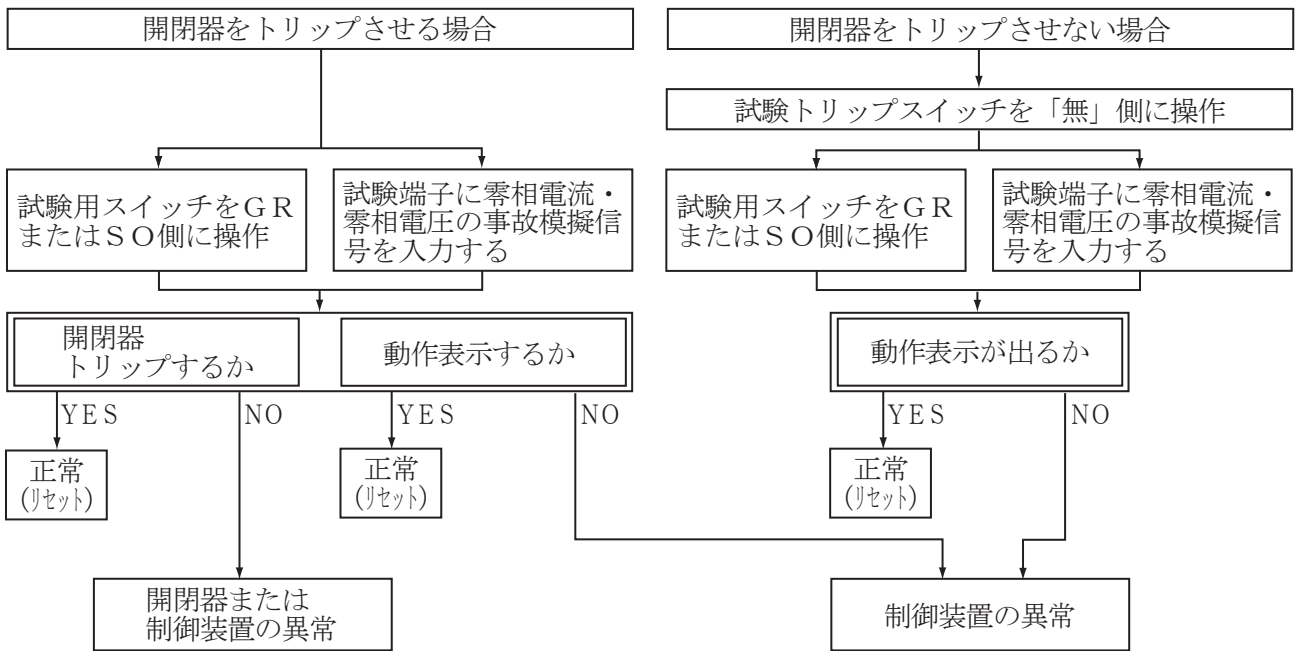 開閉器をトリップさせる場合
開閉器をトリップさせない場合
試験トリップスイッチを「無」側に操作
試験用スイッチをＧＲ
またはＳＯ側に操作
試験端子に零相電流・
零相電圧の事故模擬信
号を入力する
試験用スイッチをＧＲ
またはＳＯ側に操作
試験端子に零相電流・
零相電圧の事故模擬信
号を入力する
開閉器
トリップするか
動作表示するか
動作表示が出るか
YES
NO
YES
NO
YES
NO
正常
(リセット)
正常
(リセット)
正常
(リセット)
開閉器または
制御装置の異常
制御装置の異常